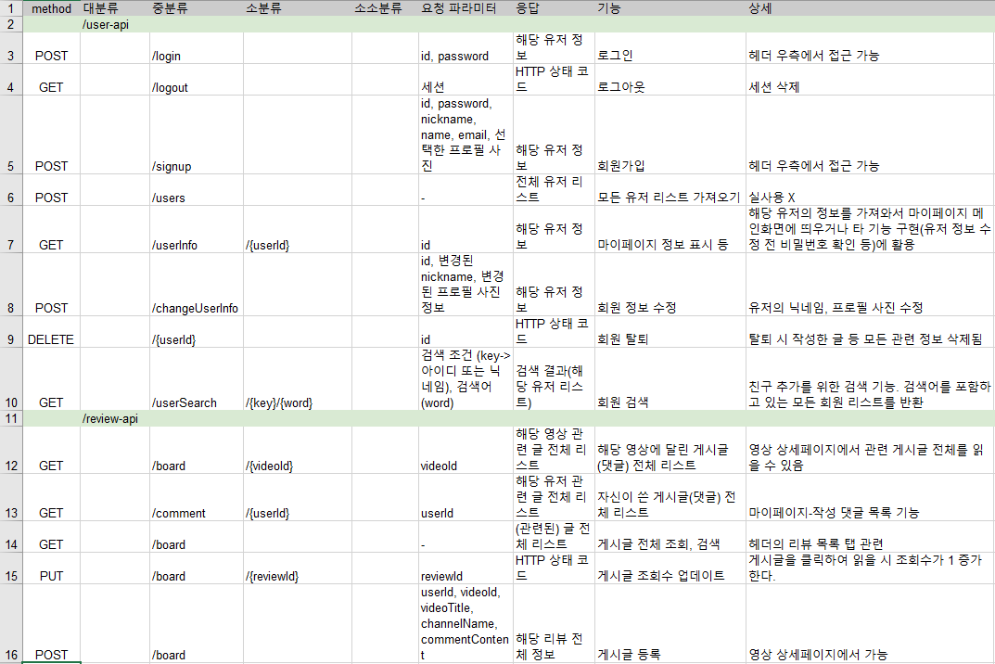 1 method 대분류 중분류 소분류 소소분류 요청 파라미터 응답 기능 상세
2 /user-api
3 POST /login id, password 해당 유저 정보 로그인 헤더 우측에서 접근 가능
4 GET /logout 세션 HTTP 상태 코드 로그아웃 세션 삭제
5 POST /signup id, password, nickname, name, email, 선택한 프로필 사진 해당 유저 정보 회원가입 헤더 우측에서 접근 가능
6 POST /users - 전체 유저 리스트 모든 유저 리스트 가져오기 실사용 X
7 GET /userInfo /{userId} id 해당 유저 정보 마이페이지 정보 표시 등 해당 유저의 정보를 가져와서 마이페이지 메인화면에 띄우거나 타 기능 구현(유저 정보 수정 전 비밀번호 확인 등)에 활용
8 POST /changeUserInfo id, 변경된 nickname, 변경된 프로필 사진 정보 해당 유저 정보 회원 정보 수정 유저의 닉네임, 프로필 사진 수정
9 DELETE /{userId} id HTTP 상태 코드 회원 탈퇴 탈퇴 시 작성한 글 등 모든 관련 정보 삭제됨
10 GET /userSearch /{key}/{word} 검색 조건 (key->아이디 또는 닉네임), 검색어(word) 검색 결과(해당 유저 리스트) 회원 검색 친구 추가를 위한 검색 기능. 검색어를 포함하고 있는 모든 회원 리스트를 반환
11 /review-api
12 GET /board /{videoId} videoId 해당 영상 관련 글 전체 리스트 해당 영상에 달린 게시글(댓글) 전체 리스트 영상 상세페이지에서 관련 게시글 전체를 읽을 수 있음
13 GET /comment /{userId} userId 해당 유저 관련 글 전체 리스트 자신이 쓴 게시글(댓글) 전체 리스트 마이페이지-작성 댓글 목록 기능
14 GET /board - (관련된) 글 전체 리스트 게시글 전체 조회, 검색 헤더의 리뷰 목록 탭 관련
15 PUT /board /{reviewId} reviewId HTTP 상태 코드 게시글 조회수 업데이트 게시글을 클릭하여 읽을 시 조회수가 1 증가한다.
16 POST /board userId, videoId, videoTitle, channelName, commentContent 해당 리뷰 전체 정보 게시글 등록 영상 상세페이지에서 가능